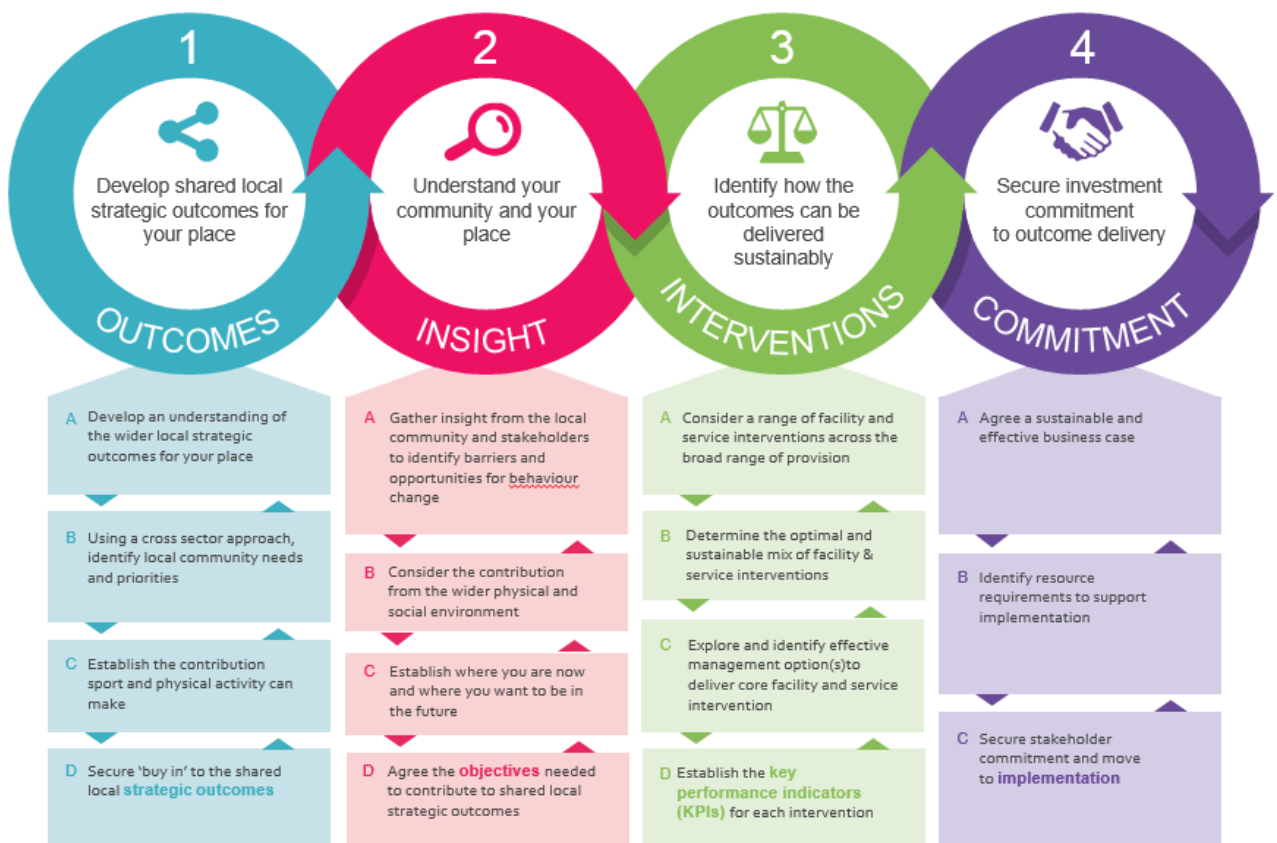 1
Develop shared local
strategic outcomes for
your place
OUTCOMES
A Develop an understanding of
the wider local strategic
outcomes for your place
B Using a cross sector approach,
identify local community needs
and priorities
C Establish the contribution
sport and physical activity can
make
D Secure ‘buy in’ to the shared
local strategic outcomes
2
Understand your
community and your
place
INSIGHT
A Gather insight from the local
community and stakeholders
to identify barriers and
opportunities for behaviour
change
B Consider the contribution
from the wider physical and
social environment
C Establish where you are now
and where you want to be in
the future
D Agree the objectives needed
to contribute to shared local
strategic outcomes
3
Identify how the
outcomes can be
delivered
sustainably
INTERVENTIONS
A Consider a range of facility and
service interventions across the
broad range of provision
B Determine the optimal and
sustainable mix of facility &
service interventions
C Explore and identify effective
management option(s)to
deliver core facility and service
intervention
D Establish the key
performance indicators
(KPIs) for each intervention
4
Secure investment
commitment
to outcome delivery
COMMITMENT
A Agree a sustainable and
effective business case
B Identify resource
requirements to support
implementation
C Secure stakeholder
commitment and move
to implementation